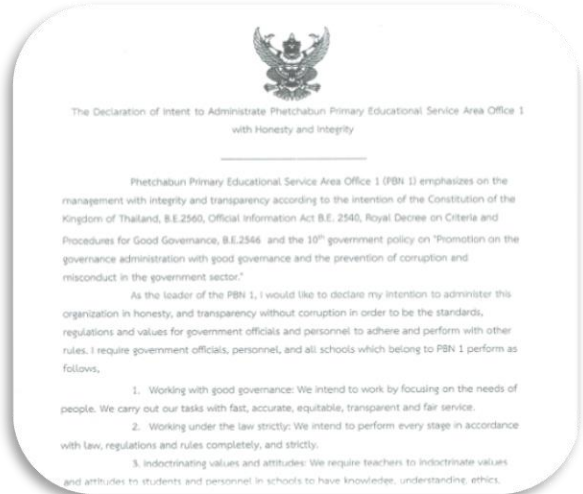 The Declaration of Intent to Administrate Phetchabun Primary Educational Service Area Office 1
with Honesty and Integrity
Phetchabun Primary Educational Service Area Office 1 (PBN 1) emphasizes on the
management with integrity and transparency according to the intention of the Constitution of the
Kingdom of Thailand, B.E.2560, Official Information Act B.E. 2540, Royal Decree on Criteria and
Procedures for Good Governance, B.E.2546 and the 10th government policy on "Promotion on the
governance administration with good governance and the prevention of corruption and
misconduct in the government sector."
As the leader of the PBN 1, I would like to declare my intention to administer this
organization in honesty, and transparency without corruption in order to be the standards,
regulations and values for government officials and personnel to adhere and perform with other
rules. I require government officials, personnel, and all schools which belong to PBN 1 perform as
follows,
1. Working with good governance: We intend to work by focusing on the needs of
people. We carry out our tasks with fast, accurate, equitable, transparent and fair service.
2. Working under the law strictly: We intend to perform every stage in accordance
with law, regulations and rules completely, and strictly.
3. Indoctrinating values and attitudes: We require teachers to indoctrinate values
and attitudes to students and personnel in schools to have knowledge, understanding, ethics,